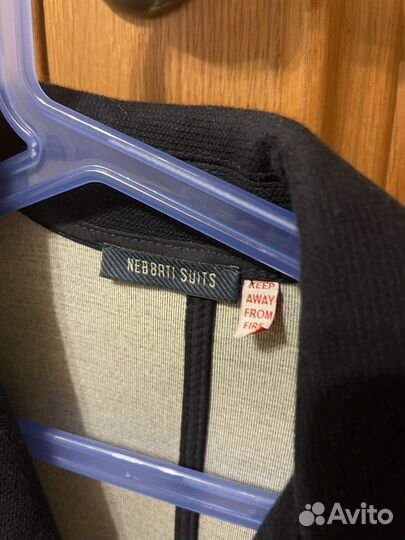 NEBBATI SUITS
KEEP
AWAY
FROM
FIRE
Avito